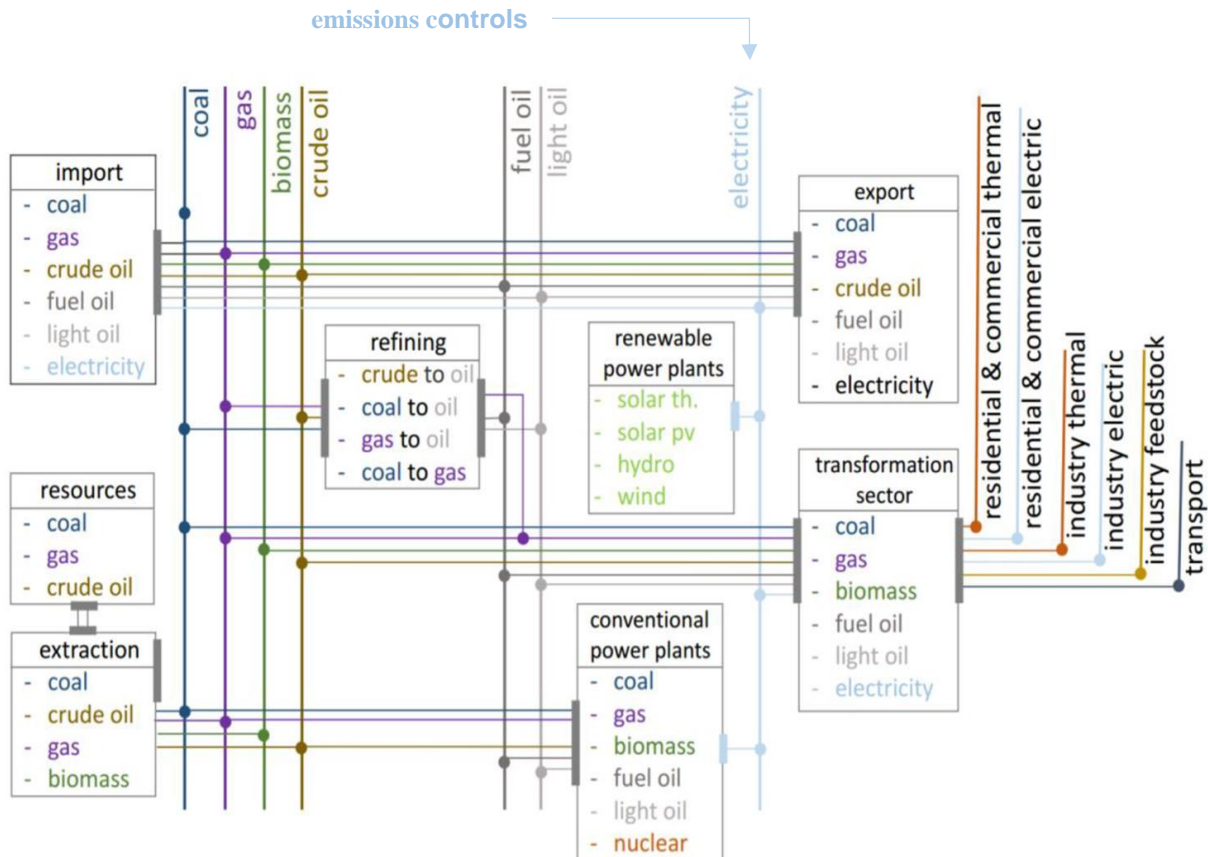 emissions controls
coal
gas
biomass
crude oil
fuel oil
light oil
electricity
import
- coal
- gas
- crude oil
- fuel oil
- light oil
- electricity
export
- coal
- gas
- crude oil
- fuel oil
- light oil
- electricity
refining
- crude to oil
- coal to oil
- gas to oil
- coal to gas
renewable
power plants
- solar th.
- solar pv
- hydro
- wind
residential & commercial thermal
residential & commercial electric
industry thermal
industry electric
industry feedstock
transport
resources
- coal
- gas
- crude oil
transformation
sector
- coal
- gas
- biomass
- fuel oil
- light oil
- electricity
extraction
- coal
- crude oil
- gas
- biomass
conventional
power plants
- coal
- gas
- biomass
- fuel oil
- light oil
- nuclear